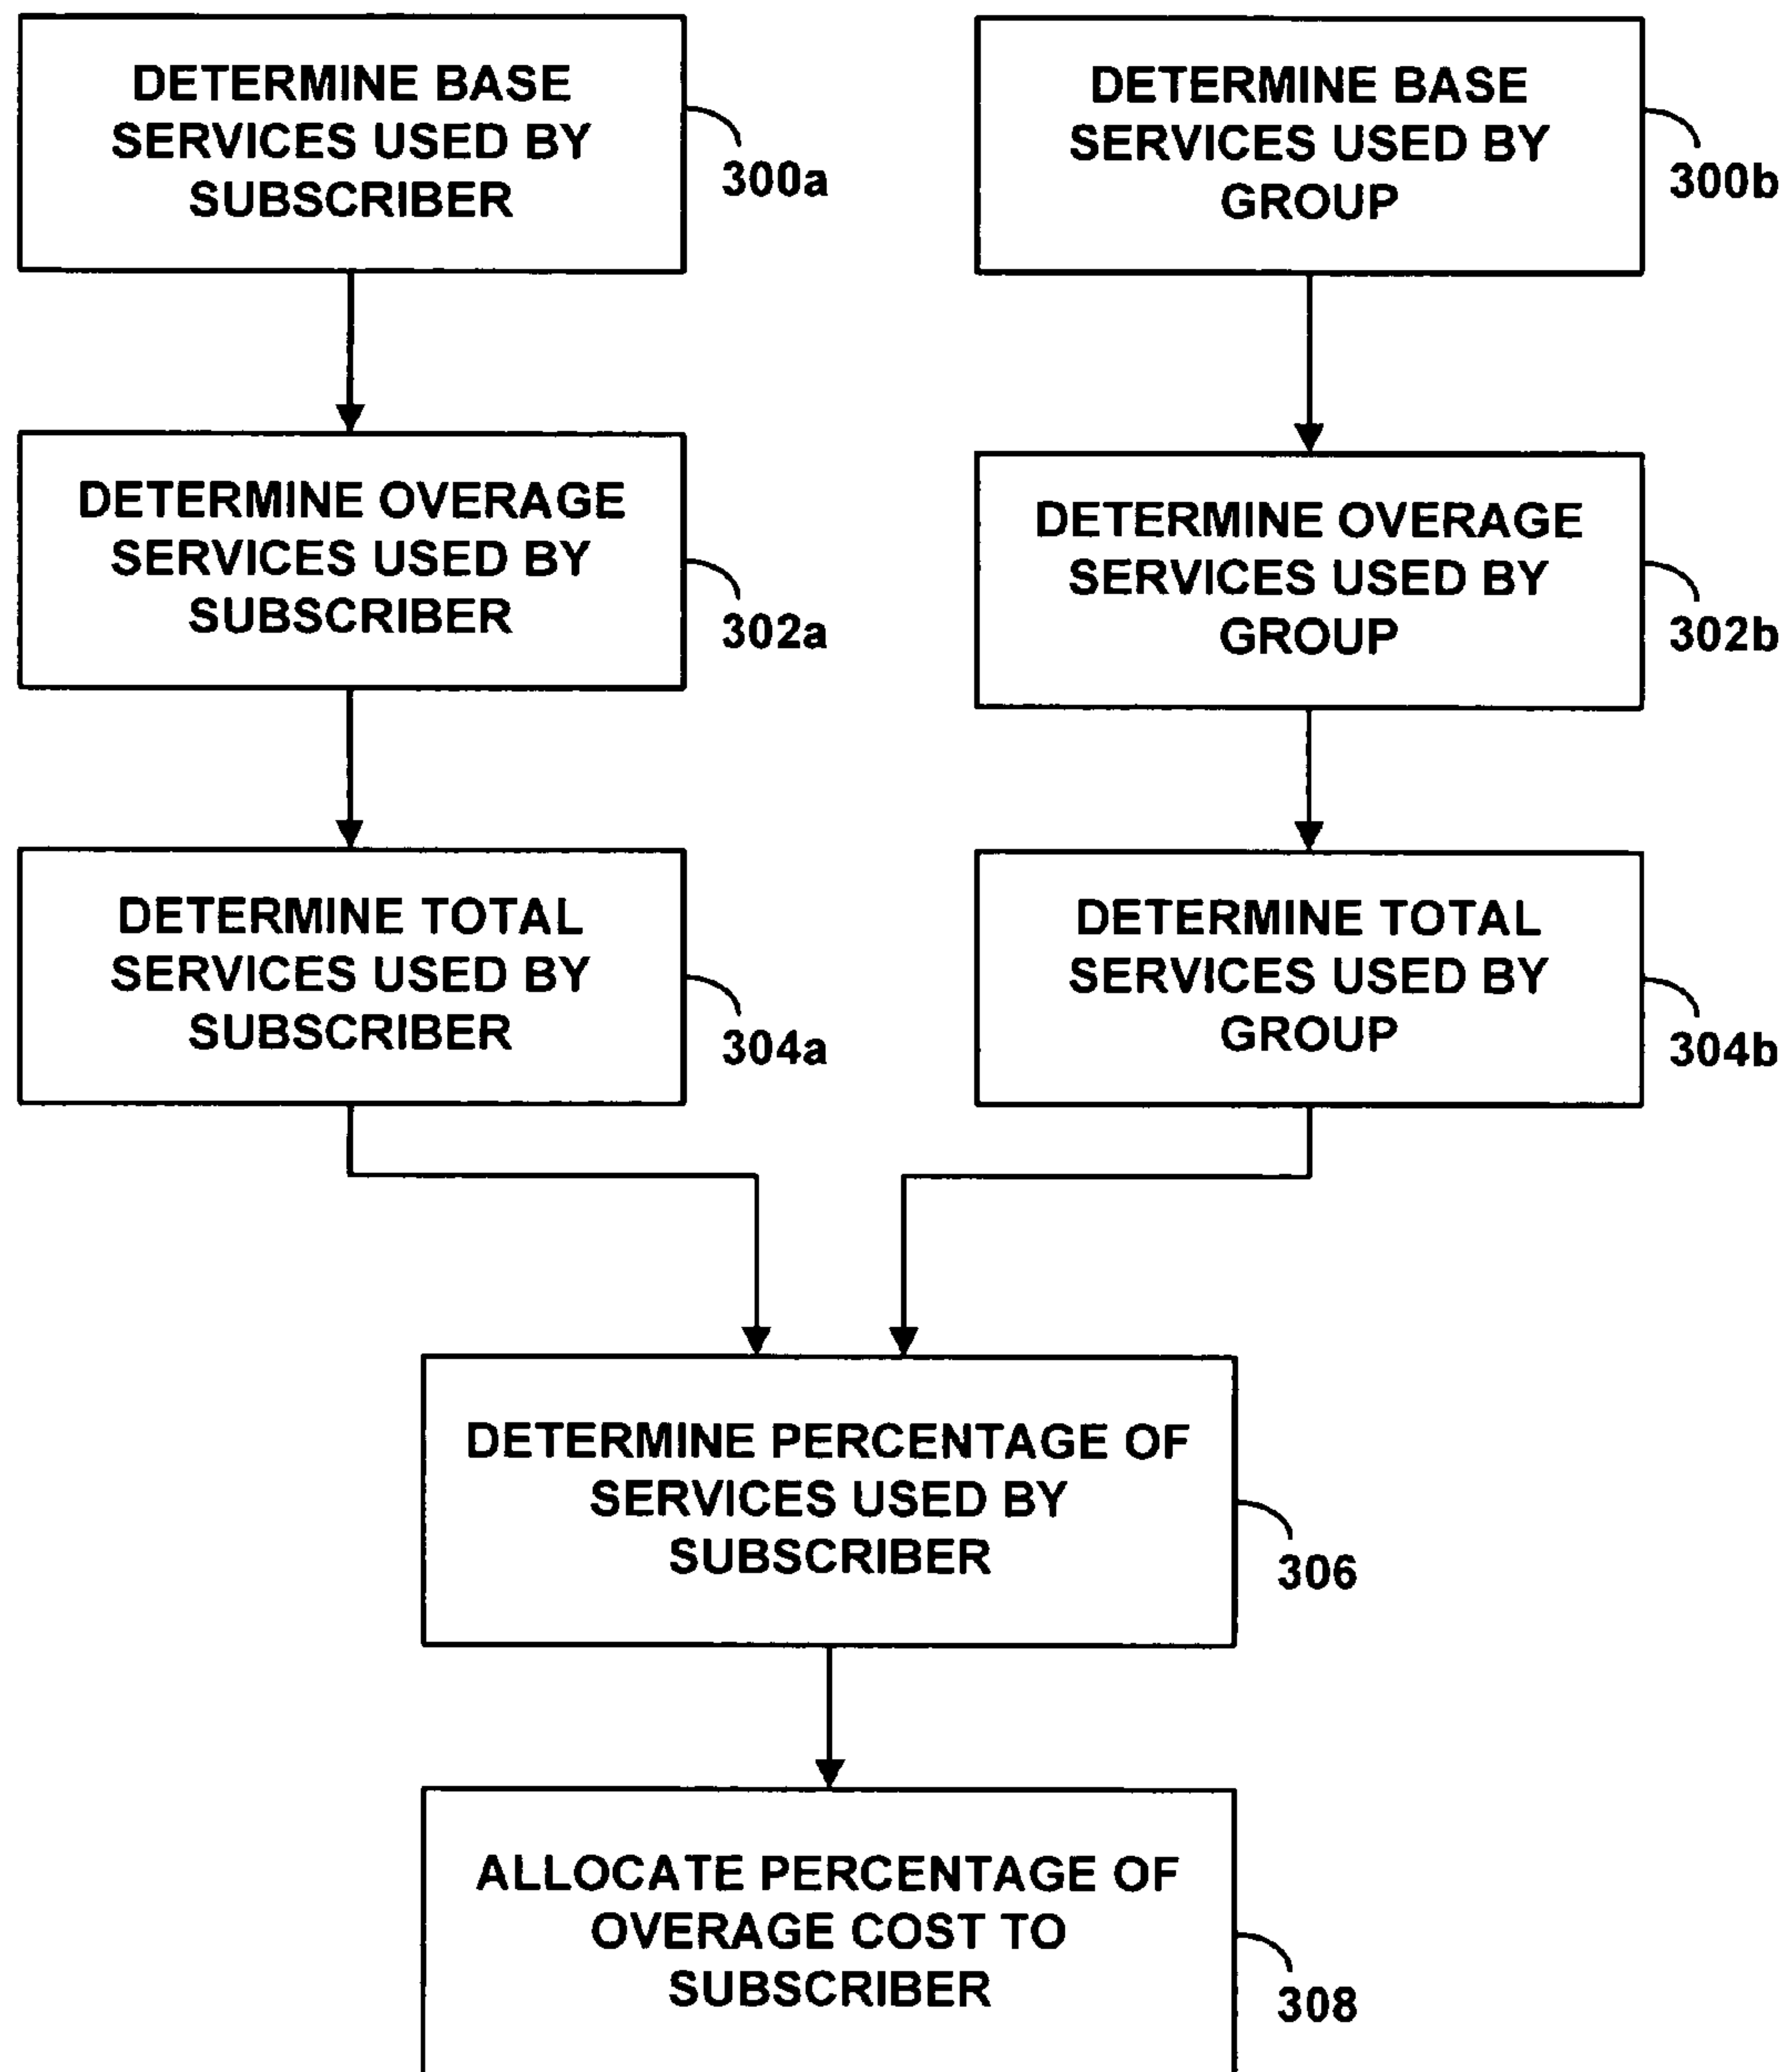 DETERMINE BASE
SERVICES USED BY
SUBSCRIBER
300a
DETERMINE BASE
SERVICES USED BY
GROUP
300b
DETERMINE OVERAGE
SERVICES USED BY
SUBSCRIBER
302a
DETERMINE OVERAGE
SERVICES USED BY
GROUP
302b
DETERMINE TOTAL
SERVICES USED BY
SUBSCRIBER
304a
DETERMINE TOTAL
SERVICES USED BY
GROUP
304b
DETERMINE PERCENTAGE OF
SERVICES USED BY
SUBSCRIBER
306
ALLOCATE PERCENTAGE OF
OVERAGE COST TO
SUBSCRIBER
308